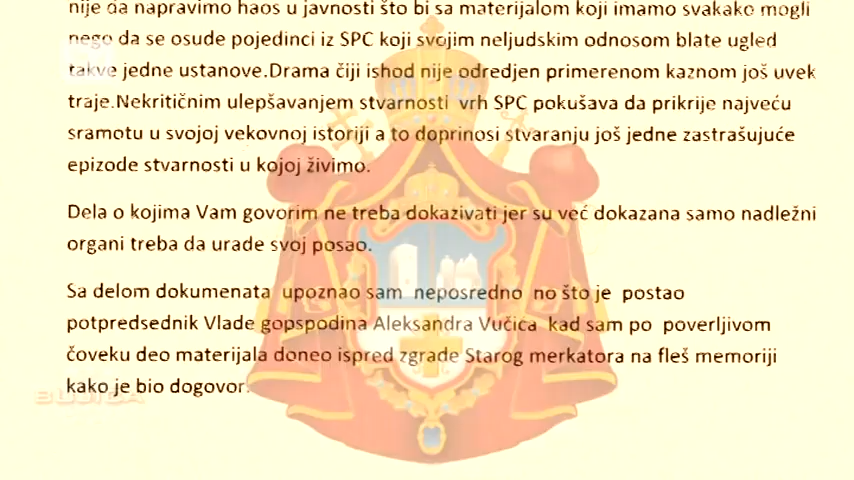 nije da napravimo haos u javnosti što bi sa materijalom koji imamo svakako mogli
nego da se osude pojedinci iz SPC koji svojim neljudskim odnosom blate ugled
takve jedne ustanove.Drama čiji ishod nije odredjen primerenom kaznom još uvek
traje.Nekritičnim ulepšavanjem stvarnosti vrh SPC pokušava da prikrije najveću
sramotu u svojoj vekovnoj istoriji a to doprinosi stvaranju još jedne zastrašujuće
epizode stvarnosti u kojoj živimo.
Dela o kojima Vam govorim ne treba dokazivati jer su već dokazana samo nadležni
organi treba da urade svoj posao.
Sa delom dokumenata upoznao sam neposredno no što je postao
potpredsednik Vlade gopspodina Aleksandra Vučica kad sam po poverljivom
čoveku deo materijala doneo ispred zgrade Starog merkatora na fleš memoriji
kako je bio dogovor.